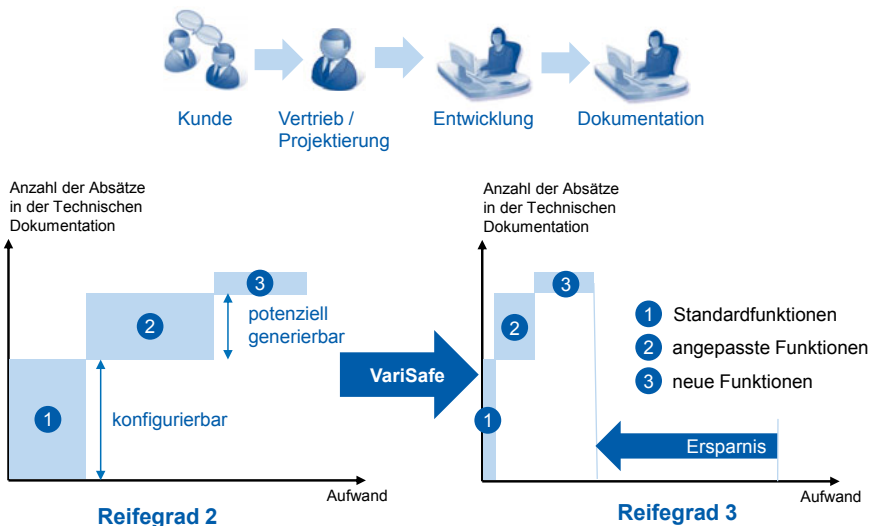 Kunde
Vertrieb /
Projektierung
Entwicklung
Dokumentation
Anzahl der Absätze
in der Technischen
Dokumentation
3
2
potenziell
generierbar
1
konfigurierbar
Aufwand
Reifegrad 2
VariSafe
Anzahl der Absätze
in der Technischen
Dokumentation
3
2
1
1 Standardfunktionen
2 angepasste Funktionen
3 neue Funktionen
Ersparnis
Aufwand
Reifegrad 3